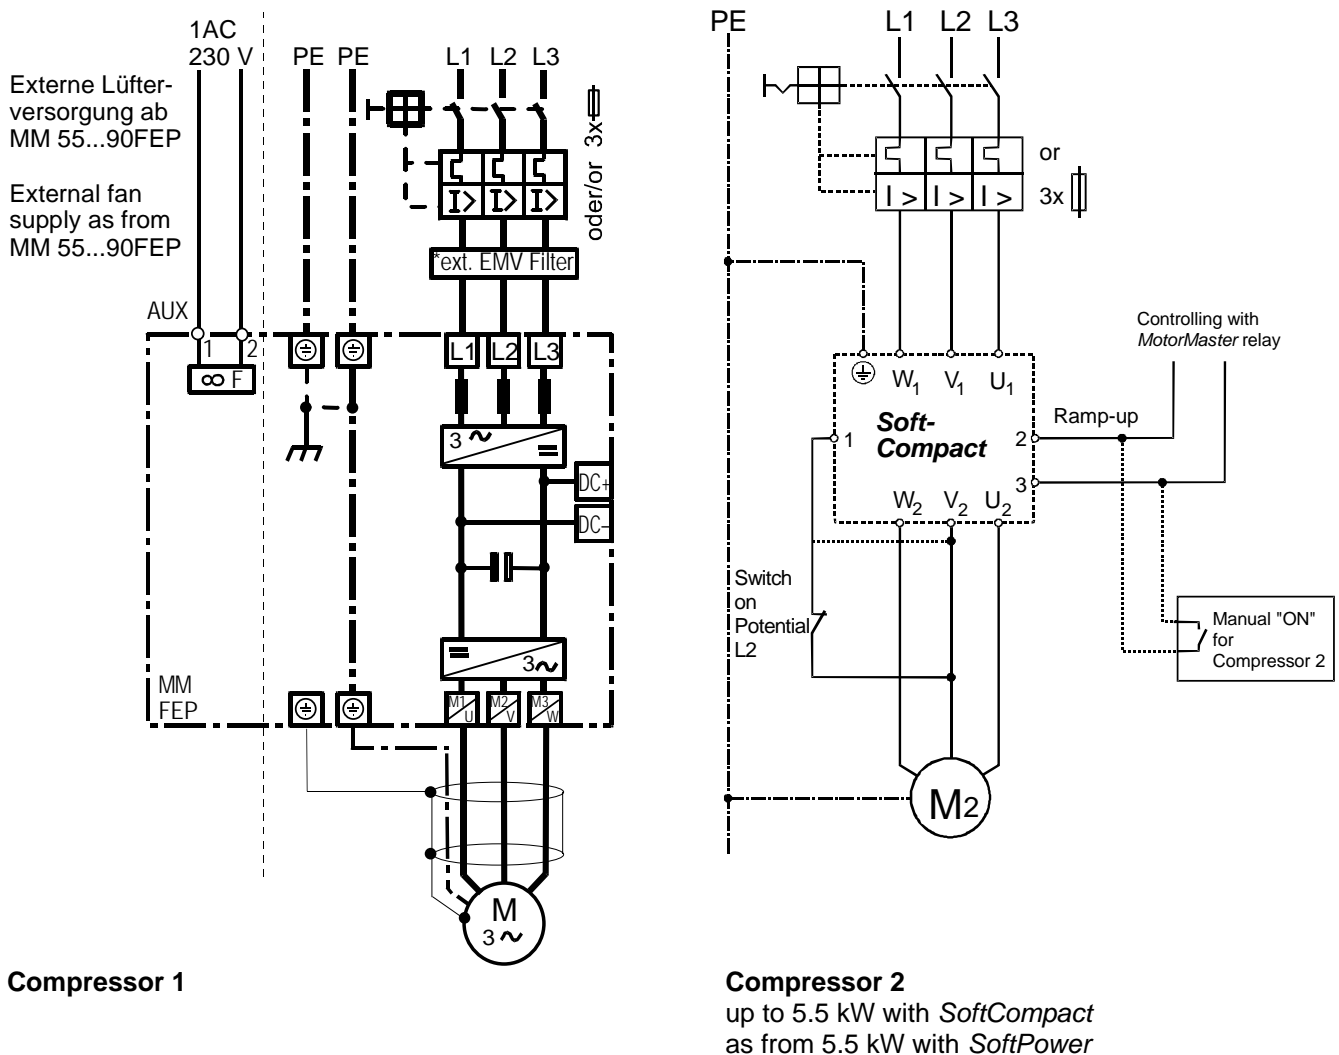 1AC
230 V
PE PE
L1 L2 L3
Externe Lüfter-
versorgung ab
MM 55...90FEP
External fan
supply as from
MM 55...90FEP
oder/or 3x
I> I> I>
*ext. EMV Filter
AUX
1 2
F
L1 L2 L3
3
DC+
DC–
3
MM
FEP
M1 U
M2 V
M3 W
M
3
Compressor 1
PE
L1 L2 L3
or
3x
I > I > I >
Controlling with
MotorMaster relay
W1 V1 U1
Ramp-up
Soft-
Compact
1
2
3
W2 V2 U2
Switch
on
Potential
L2
Manual "ON"
for
Compressor 2
M2
Compressor 2
up to 5.5 kW with SoftCompact
as from 5.5 kW with SoftPower